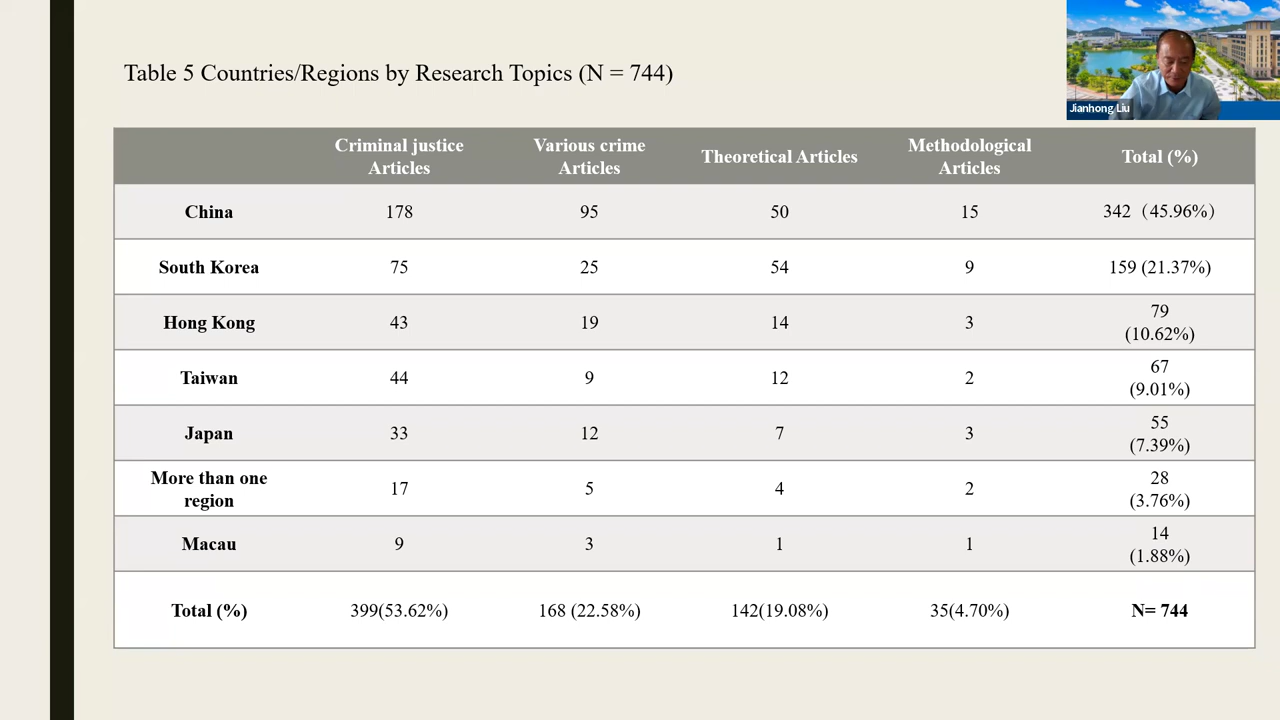 Jianhong Liu
Table 5 Countries/Regions by Research Topics (N = 744)
Criminal justice Articles Various crime Articles Theoretical Articles Methodological Articles Total (%)
China 178 95 50 15 342（45.96%）
South Korea 75 25 54 9 159 (21.37%)
Hong Kong 43 19 14 3 79 (10.62%)
Taiwan 44 9 12 2 67 (9.01%)
Japan 33 12 7 3 55 (7.39%)
More than one region 17 5 4 2 28 (3.76%)
Macau 9 3 1 1 14 (1.88%)
Total (%) 399(53.62%) 168 (22.58%) 142(19.08%) 35(4.70%) N= 744